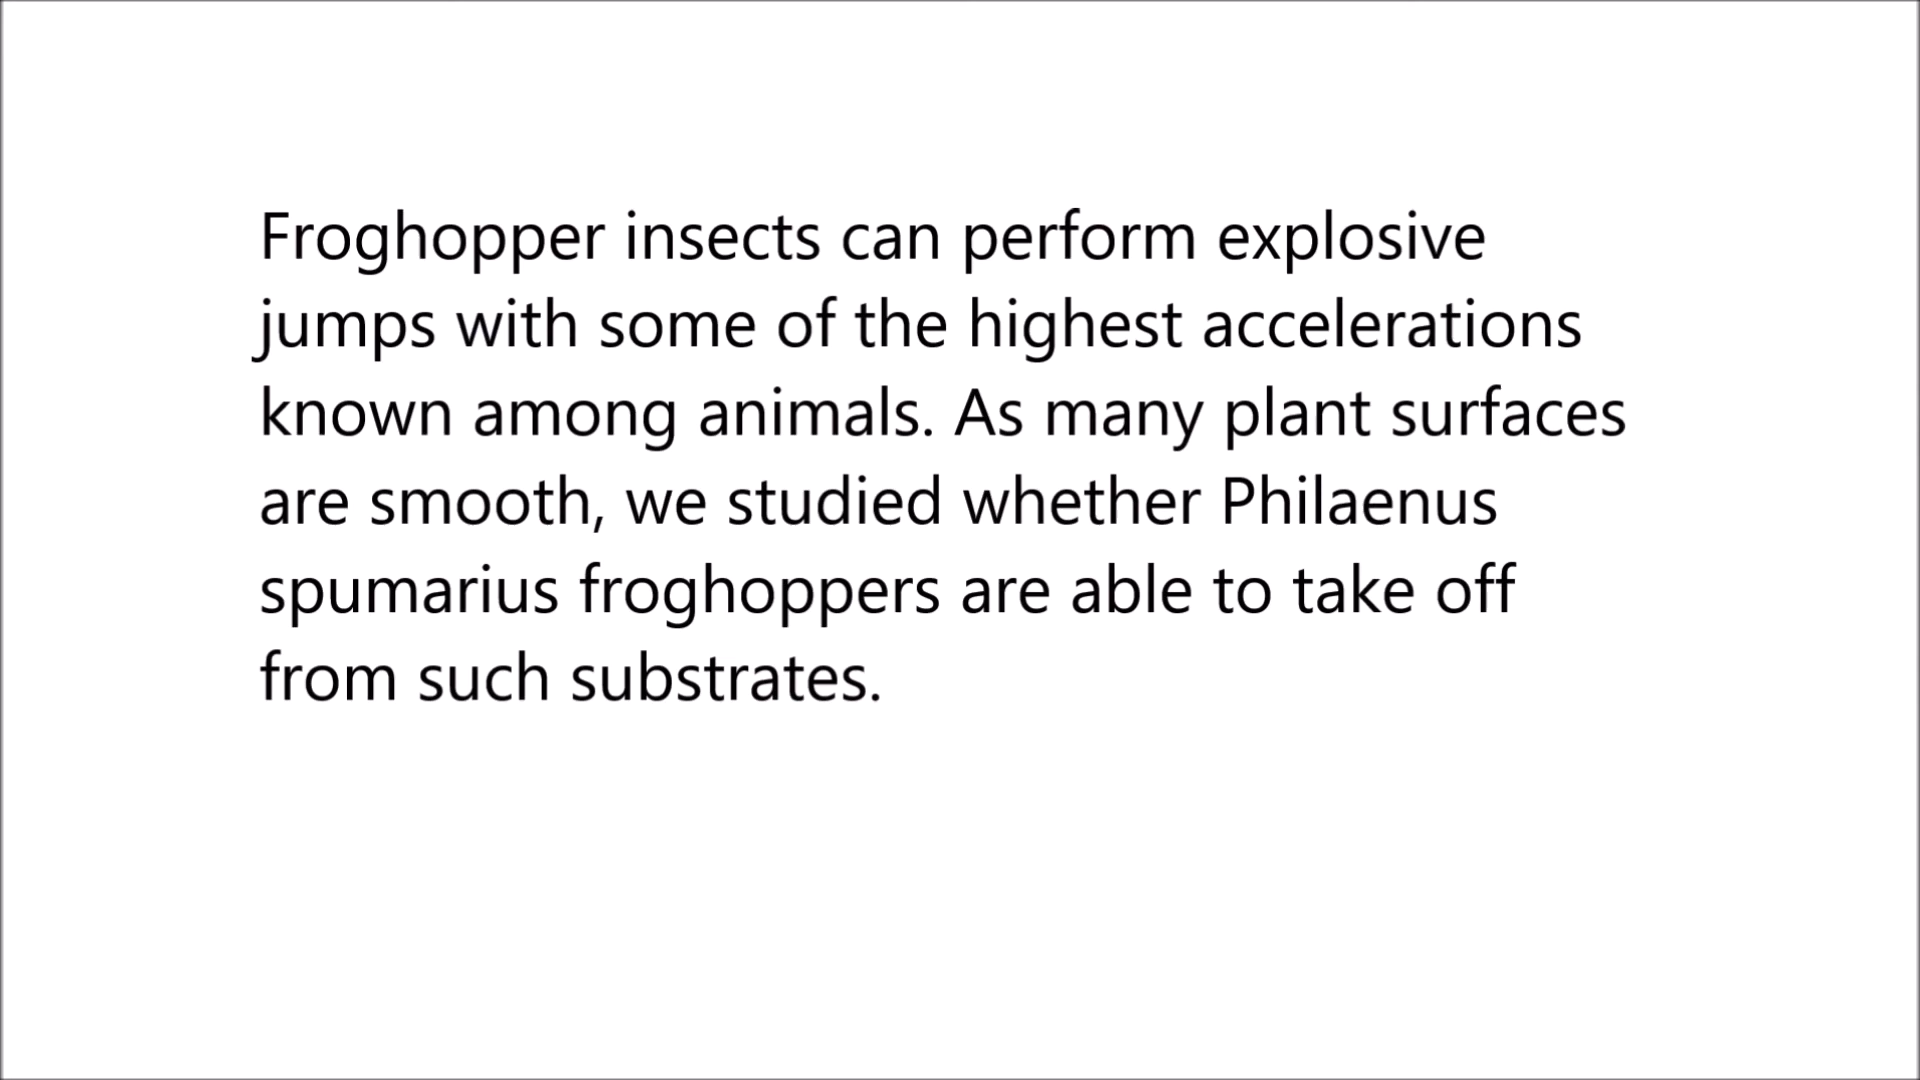 Froghopper insects can perform explosive
jumps with some of the highest accelerations
known among animals. As many plant surfaces
are smooth, we studied whether Philaenus
spumarius froghoppers are able to take off
from such substrates.